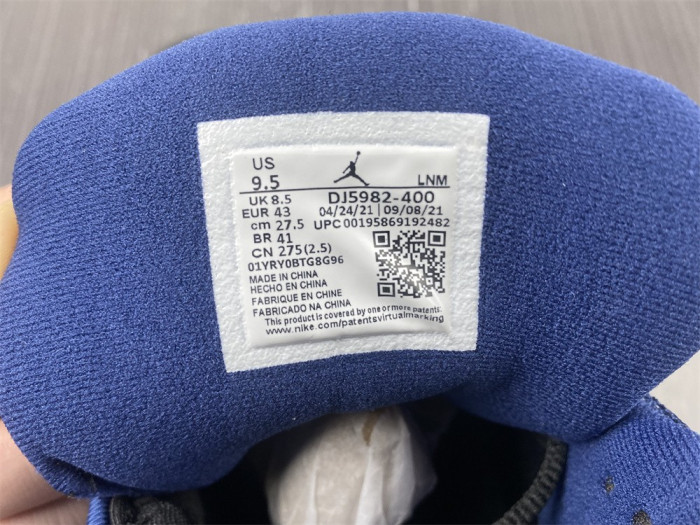 US
9.5 LNM
UK 8.5 DJ5982-400
EUR 43 04/24/21 | 09/08/21
cm 27.5 UPC 00195869192482
BR 41
CN 275(2.5)
01YRY0BTG8G96
MADE IN CHINA
HECHO EN CHINA
FABRIQUE EN CHINE
FABRICADO NA CHINA
This product is covered by one or more patents:
www.nike.com/patentsvirtualmarking